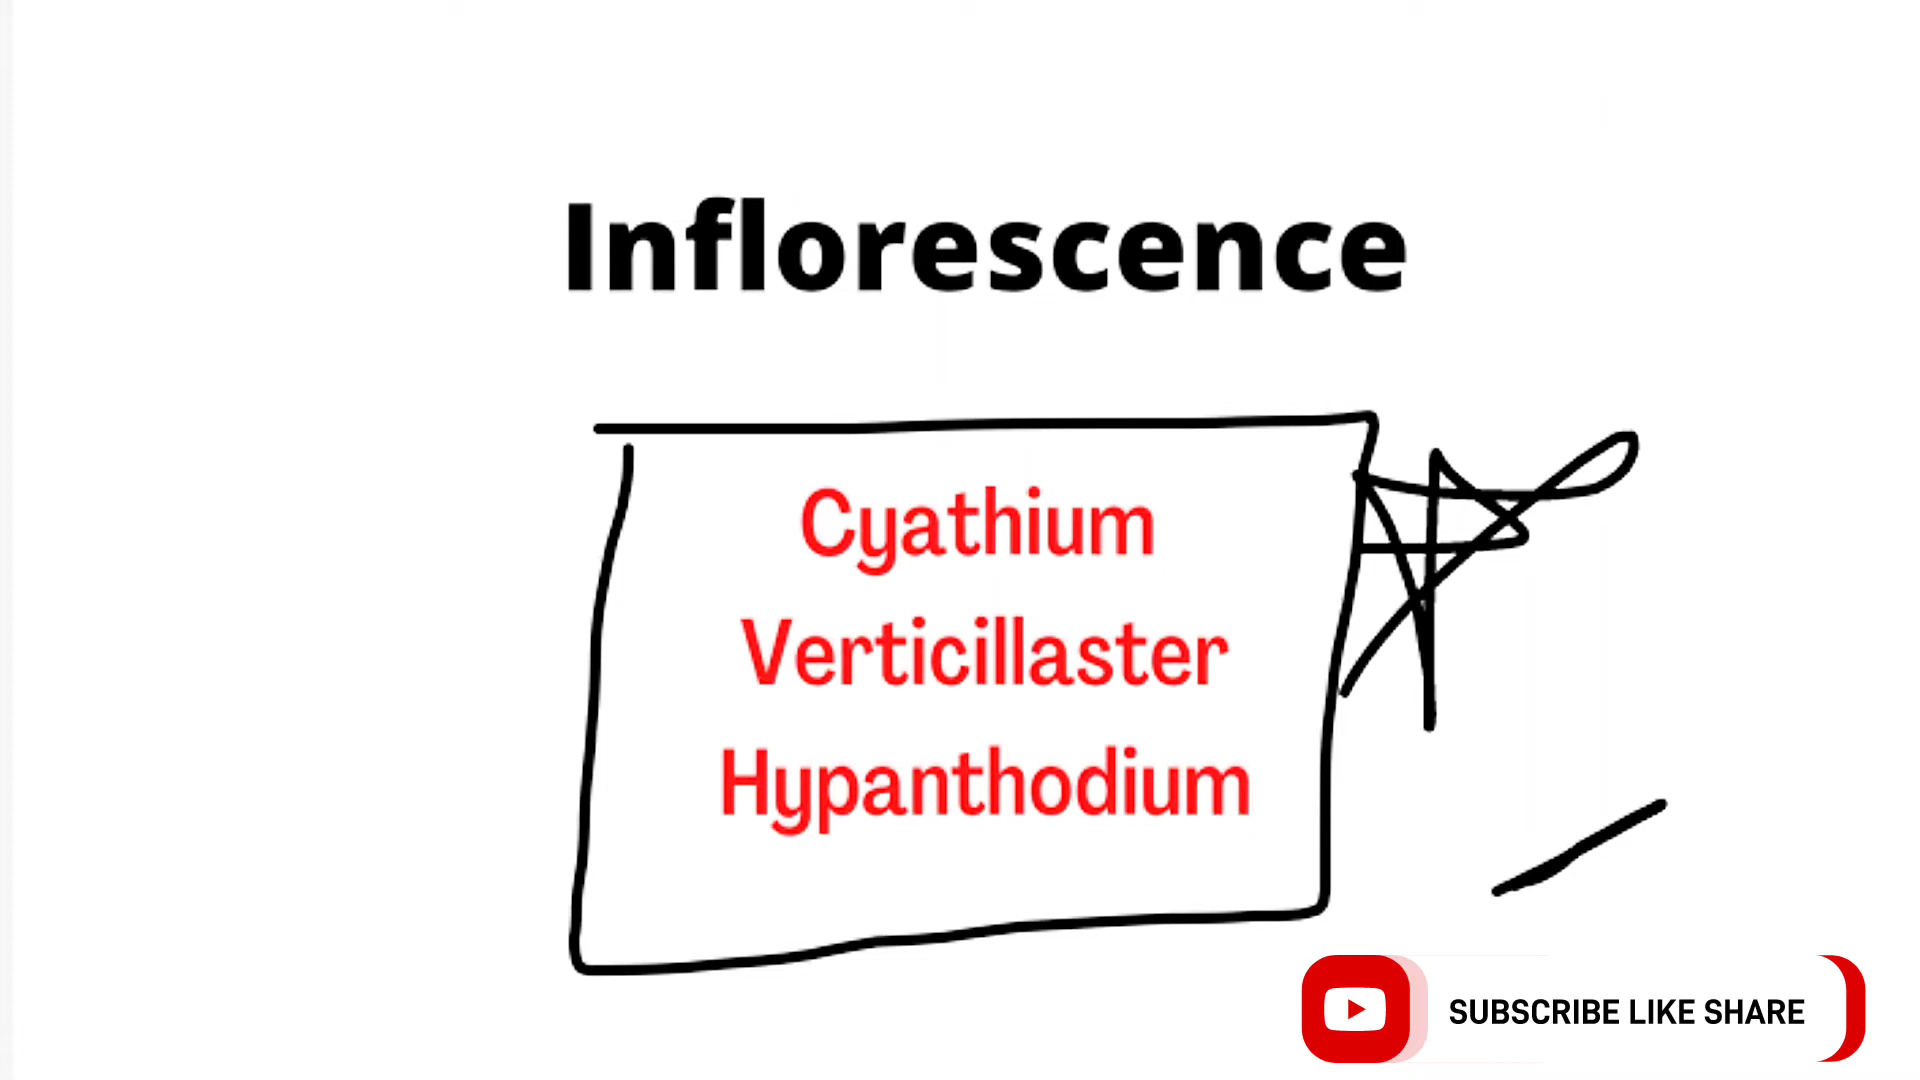 Inflorescence
Cyathium
Verticillaster
Hypanthodium
SUBSCRIBE LIKE SHARE